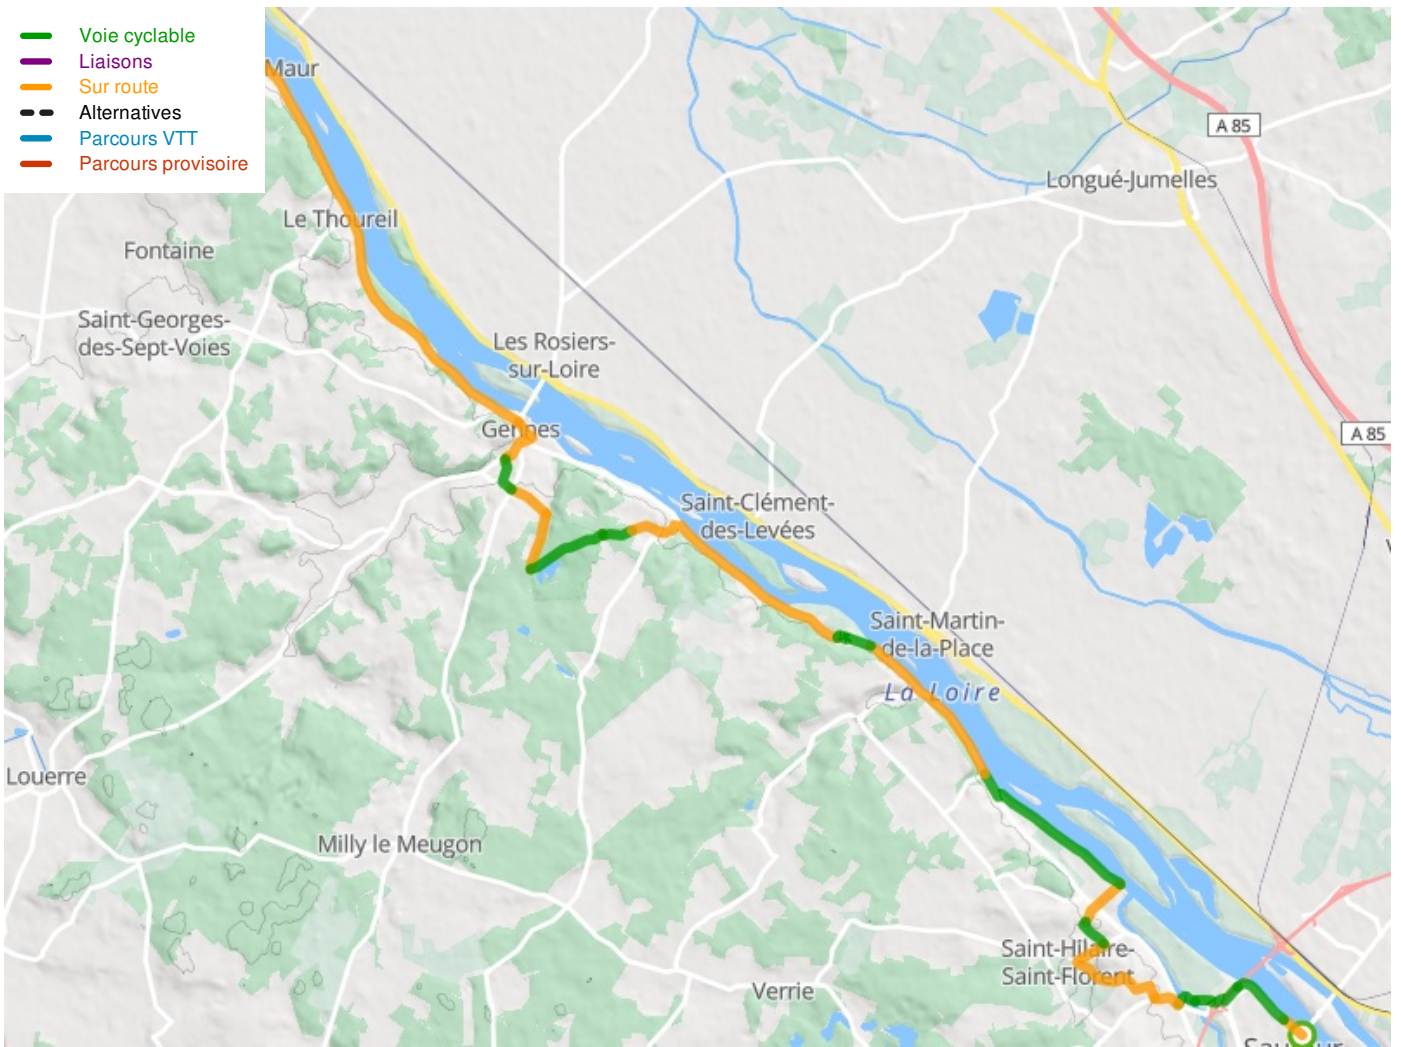 Voie cyclable
Liaisons
Sur route
Alternatives
Parcours VTT
Parcours provisoire
Maur
A 85
Longué-Jumelles
Le Thoureil
Fontaine
Saint-Georges-
des-Sept-Voies
Les Rosiers-
sur-Loire
Gennes
A 85
Saint-Clément-
des-Levées
Saint-Martin-
de-la-Place
La Loire
Louerre
Milly le Meugon
Saint-Hilaire-
Saint-Florent
Verrie